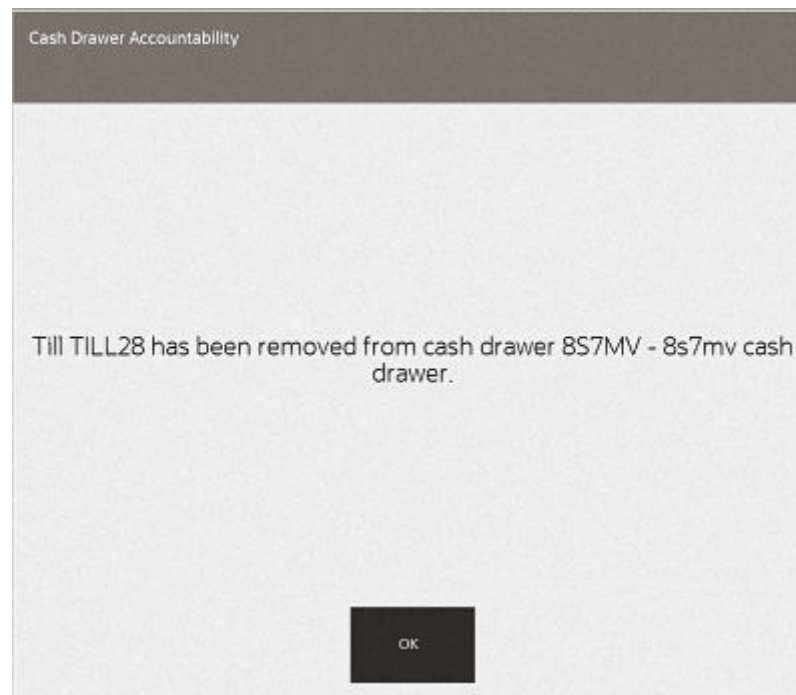 Cash Drawer Accountability
Till TILL28 has been removed from cash drawer 8S7MV - 8s7mv cash
drawer.
OK